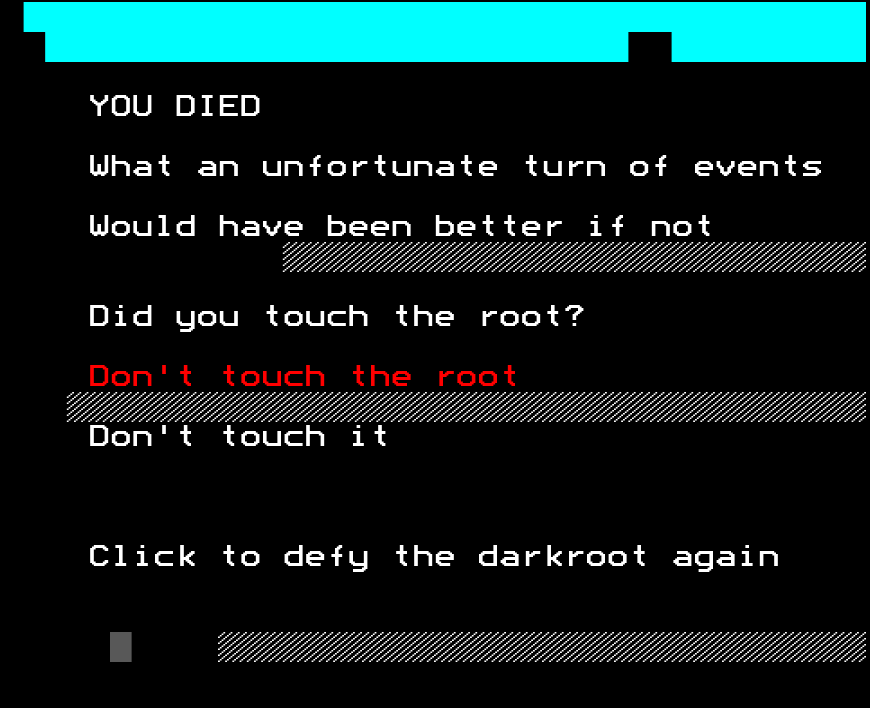 YOU DIED
What an unfortunate turn of events
Would have been better if not
Did you touch the root?
Don't touch the root
Don't touch it
Click to defy the darkroot again